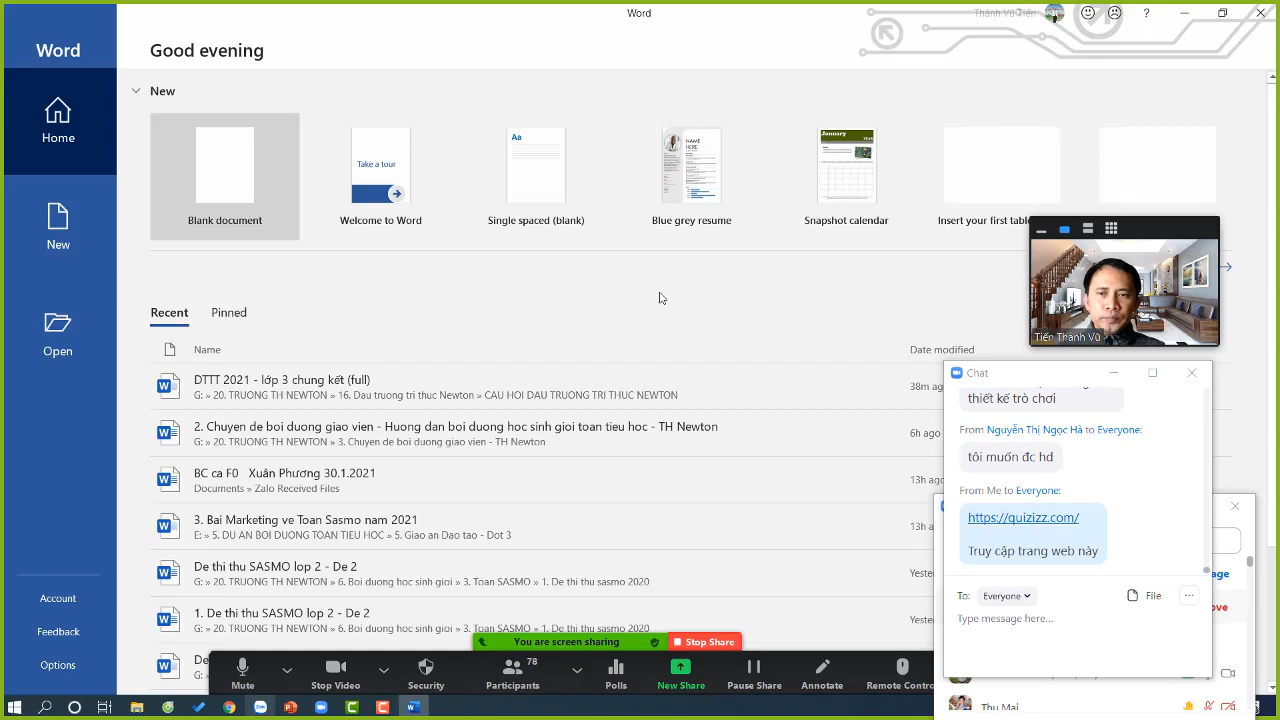 Word
Thành Vũ Tiến
?
Word
Good evening
Home
New
Open
Account
Feedback
Options
New
Blank document
Take a tour
Welcome to Word
Aa
Single spaced (blank)
NAME
HERE
Blue grey resume
January
YEAR
Snapshot calendar
Insert your first table
Recent
Pinned
Name
Date modified
DTTT 2021 - lớp 3 chung kết (full)
G: » 20. TRUONG TH NEWTON » 16. Dau truong tri thuc Newton » CAU HOI DAU TRUONG TRI THUC NEWTON
38m ago
2. Chuyen de boi duong giao vien - Huong dan boi duong hoc sinh gioi toan tieu hoc - TH Newton
G: » 20. TRUONG TH NEWTON » 3. Chuyen de boi duong giao vien - TH Newton
6h ago
BC ca F0 _Xuân Phương 30.1.2021
Documents » Zalo Received Files
13h ago
3. Bai Marketing ve Toan Sasmo nam 2021
E: » 5. DU AN BOI DUONG TOAN TIEU HOC » 5. Giao an Dao tao - Dot 3
13h
De thi thu SASMO lop 2 - De 2
G: » 20. TRUONG TH NEWTON » 6. Boi duong hoc sinh gioi » 3. Toan SASMO » 1. De thi thu sasmo 2020
Yester
1. De thi thu SASMO lop 2 - De 2
G: » 20. TRUONG TH NEWTON » 6. Boi duong hoc sinh gioi » 3. Toan SASMO » 1. De thi thu sasmo 2020
Yester
De
Tiến Thành Vũ
Chat
thiết kế trò chơi
From Nguyễn Thị Ngọc Hà to Everyone:
tôi muốn đc hd
From Me to Everyone:
https://quizizz.com/
Truy cập trang web này
To: Everyone
File
Type message here...
Thu Mai
You are screen sharing
Stop Share
Mute
Stop Video
Security
78
Participants
Polls
New Share
Pause Share
Annotate
Remote Contro